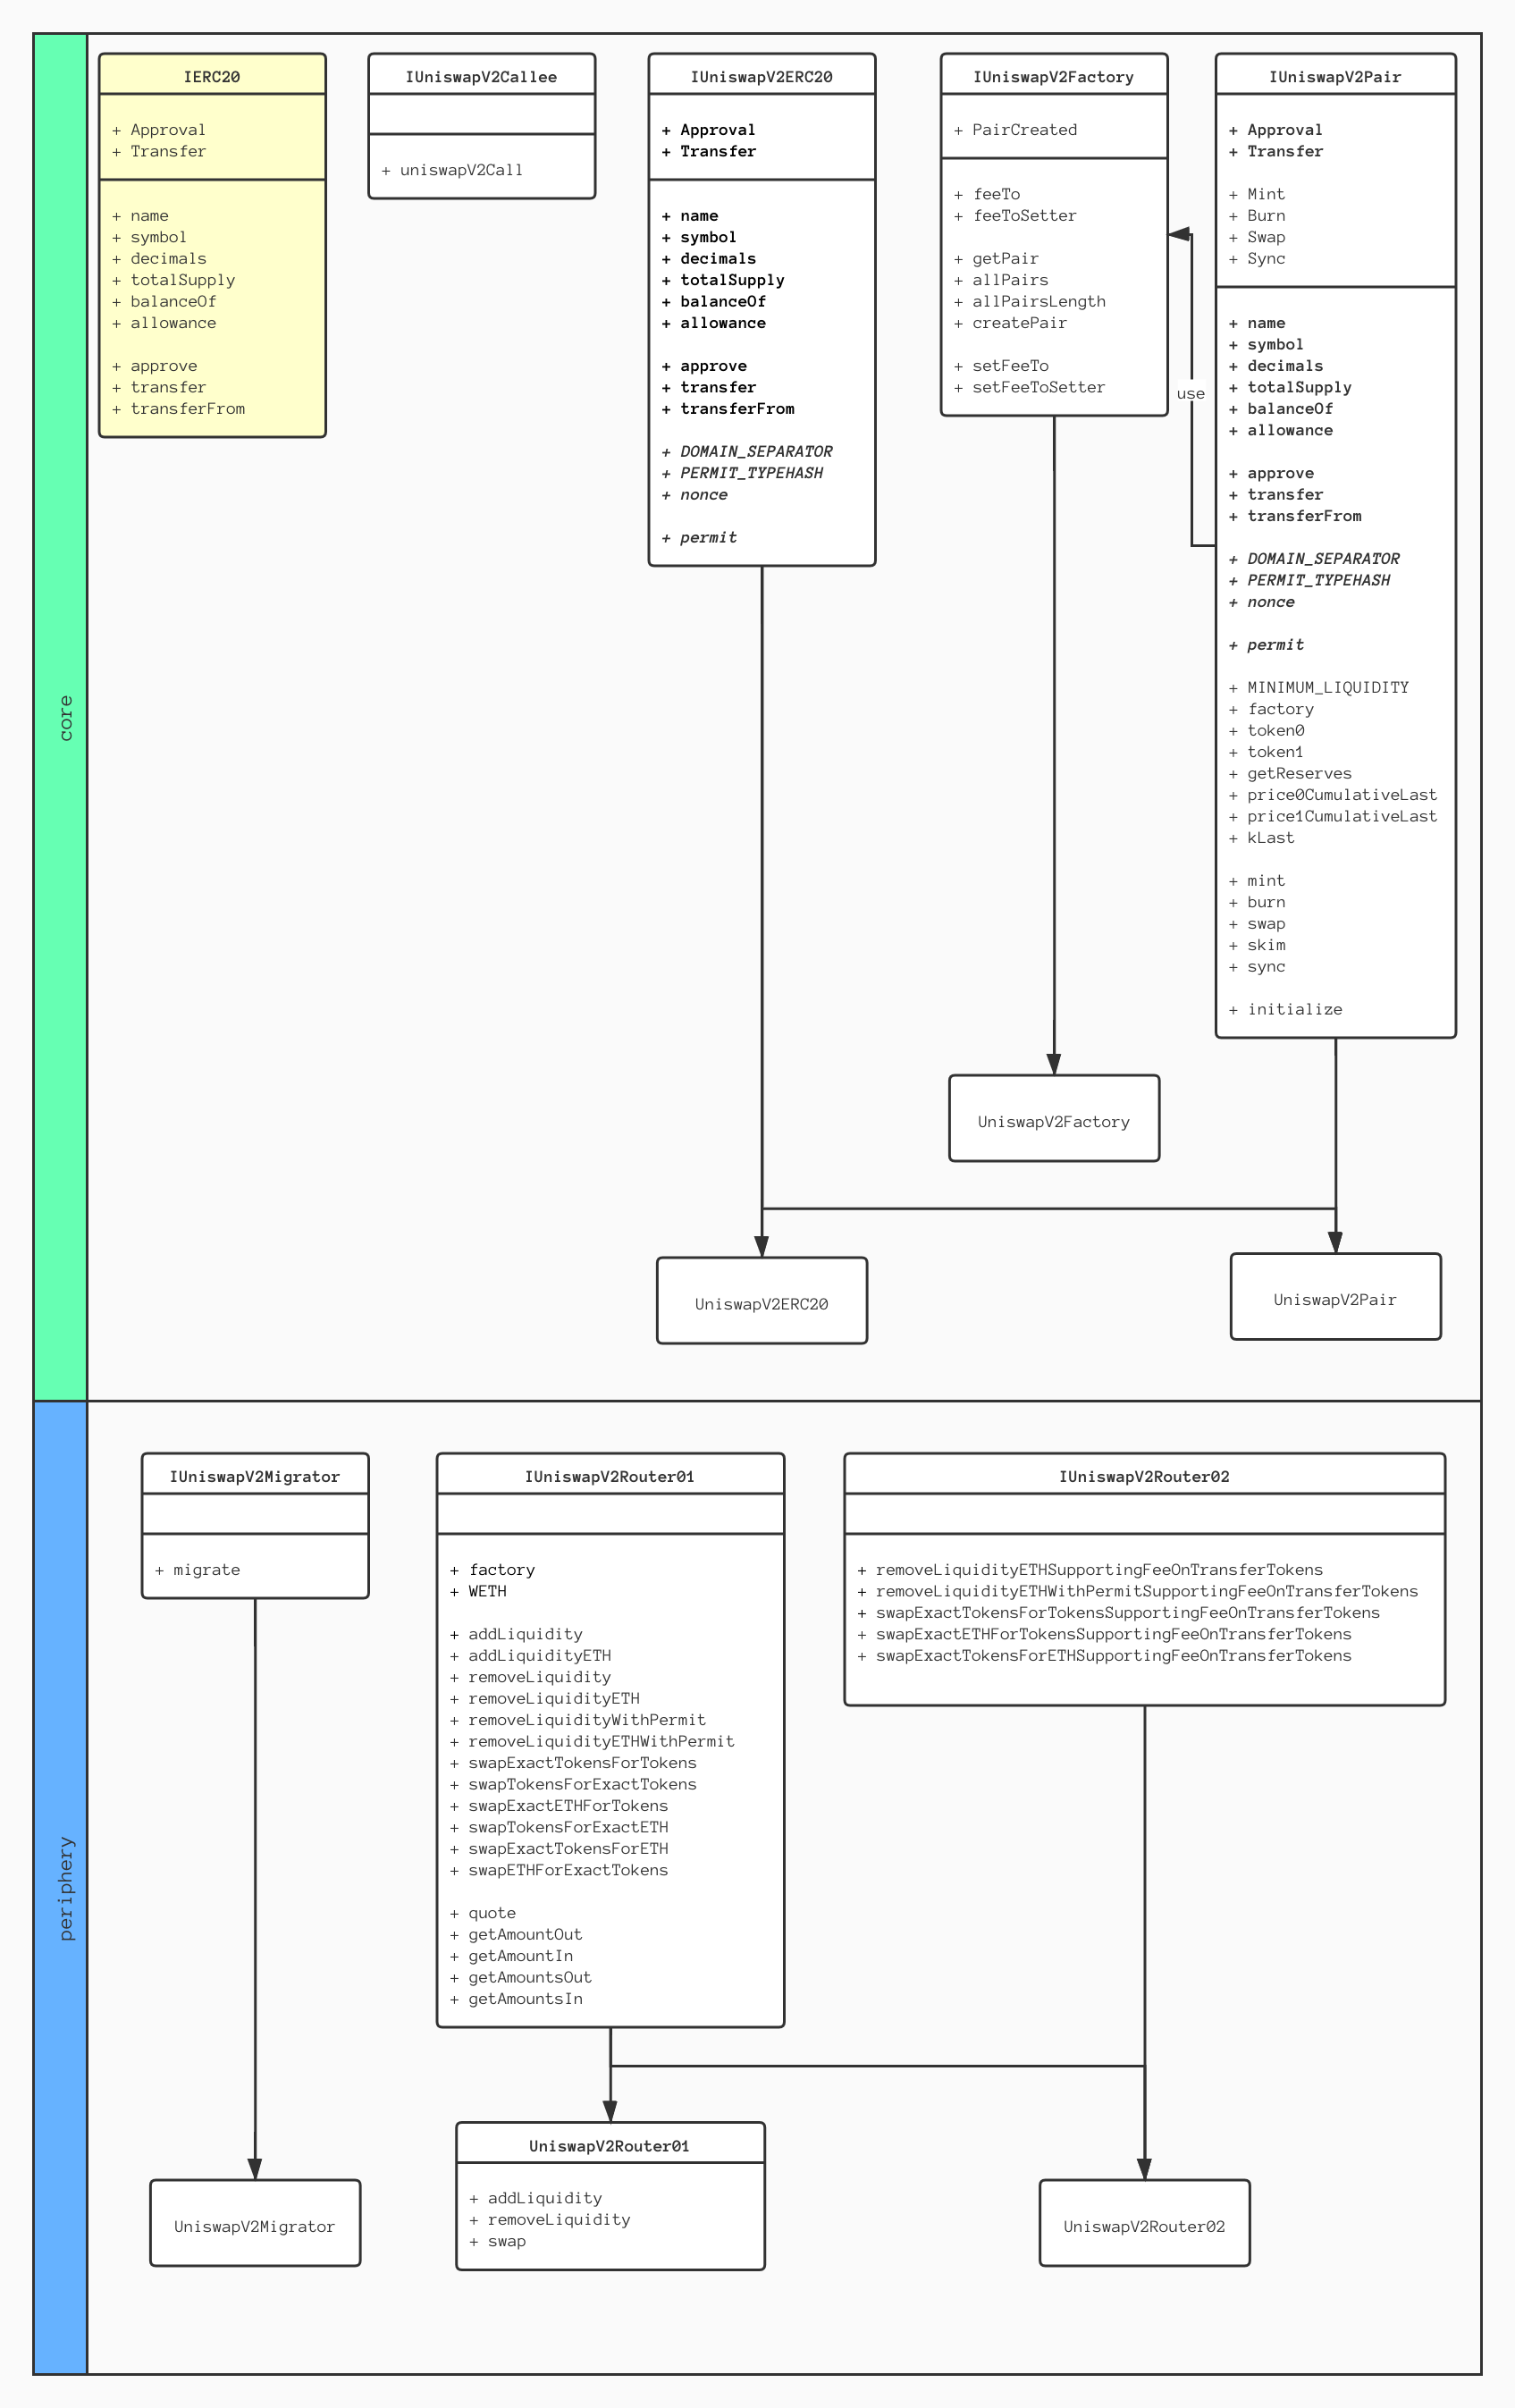 core
IERC20
+ Approval
+ Transfer
+ name
+ symbol
+ decimals
+ totalSupply
+ balanceOf
+ allowance
+ approve
+ transfer
+ transferFrom
IUniswapV2Callee
+ uniswapV2Call
IUniswapV2ERC20
+ Approval
+ Transfer
+ name
+ symbol
+ decimals
+ totalSupply
+ balanceOf
+ allowance
+ approve
+ transfer
+ transferFrom
+ DOMAIN_SEPARATOR
+ PERMIT_TYPEHASH
+ nonce
+ permit
IUniswapV2Factory
+ PairCreated
+ feeTo
+ feeToSetter
+ getPair
+ allPairs
+ allPairsLength
+ createPair
+ setFeeTo
+ setFeeToSetter
use
IUniswapV2Pair
+ Approval
+ Transfer
+ Mint
+ Burn
+ Swap
+ Sync
+ name
+ symbol
+ decimals
+ totalSupply
+ balanceOf
+ allowance
+ approve
+ transfer
+ transferFrom
+ DOMAIN_SEPARATOR
+ PERMIT_TYPEHASH
+ nonce
+ permit
+ MINIMUM_LIQUIDITY
+ factory
+ token0
+ token1
+ getReserves
+ price0CumulativeLast
+ price1CumulativeLast
+ kLast
+ mint
+ burn
+ swap
+ skim
+ sync
+ initialize
UniswapV2Factory
UniswapV2ERC20
UniswapV2Pair
periphery
IUniswapV2Migrator
+ migrate
IUniswapV2Router01
+ factory
+ WETH
+ addLiquidity
+ addLiquidityETH
+ removeLiquidity
+ removeLiquidityETH
+ removeLiquidityWithPermit
+ removeLiquidityETHWithPermit
+ swapExactTokensForTokens
+ swapTokensForExactTokens
+ swapExactETHForTokens
+ swapTokensForExactETH
+ swapExactTokensForETH
+ swapETHForExactTokens
+ quote
+ getAmountOut
+ getAmountIn
+ getAmountsOut
+ getAmountsIn
IUniswapV2Router02
+ removeLiquidityETHSupportingFeeOnTransferTokens
+ removeLiquidityETHWithPermitSupportingFeeOnTransferTokens
+ swapExactTokensForTokensSupportingFeeOnTransferTokens
+ swapExactETHForTokensSupportingFeeOnTransferTokens
+ swapExactTokensForETHSupportingFeeOnTransferTokens
UniswapV2Migrator
UniswapV2Router01
+ addLiquidity
+ removeLiquidity
+ swap
UniswapV2Router02